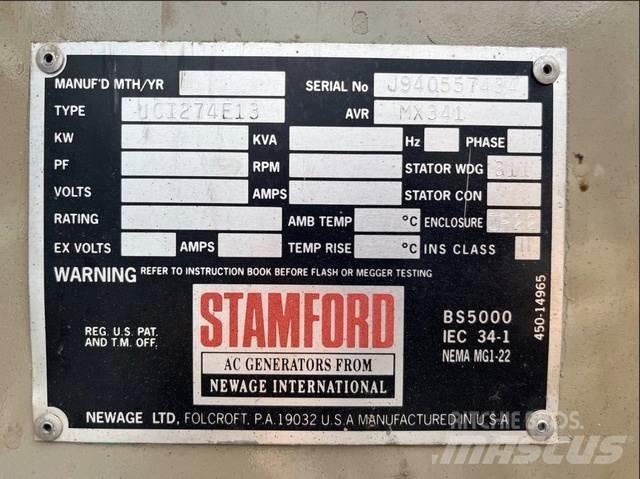 MANUF'D MTH/YR SERIAL No J94Q557434
TYPE UCI274E13 AVR MX341
KW KVA Hz PHASE
PF RPM STATOR WDG 311
VOLTS AMPS STATOR CON
RATING AMB TEMP °C ENCLOSURE
EX VOLTS AMPS TEMP RISE °C INS CLASS H
WARNING REFER TO INSTRUCTION BOOK BEFORE FLASH OR MEGGER TESTING
REG. U.S. PAT.
AND T.M. OFF.
STAMFORD
AC GENERATORS FROM
NEWAGE INTERNATIONAL
BS5000
IEC 34-1
NEMA MG1-22
450-14965
NEWAGE LTD, FOLCROFT, P.A.19032 U.S.A MANUFACTURED IN U.S.A
RITCHIE BROS.
MASCUS